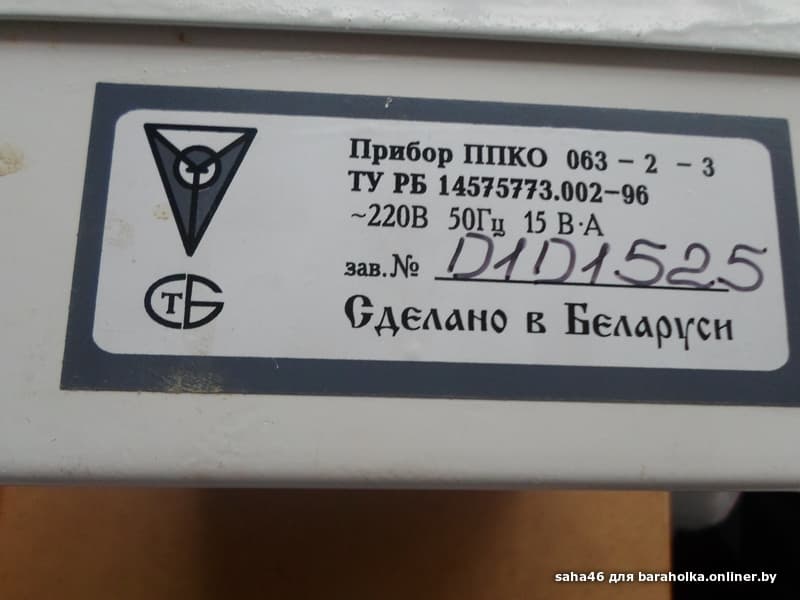 Прибор ППКО 063 - 2 - 3
ТУ РБ 14575773.002-96
~220В 50Гц 15 В·А
зав.№ D1D1525
СТБ
Сделано в Беларуси
saha46 для baraholka.onliner.by